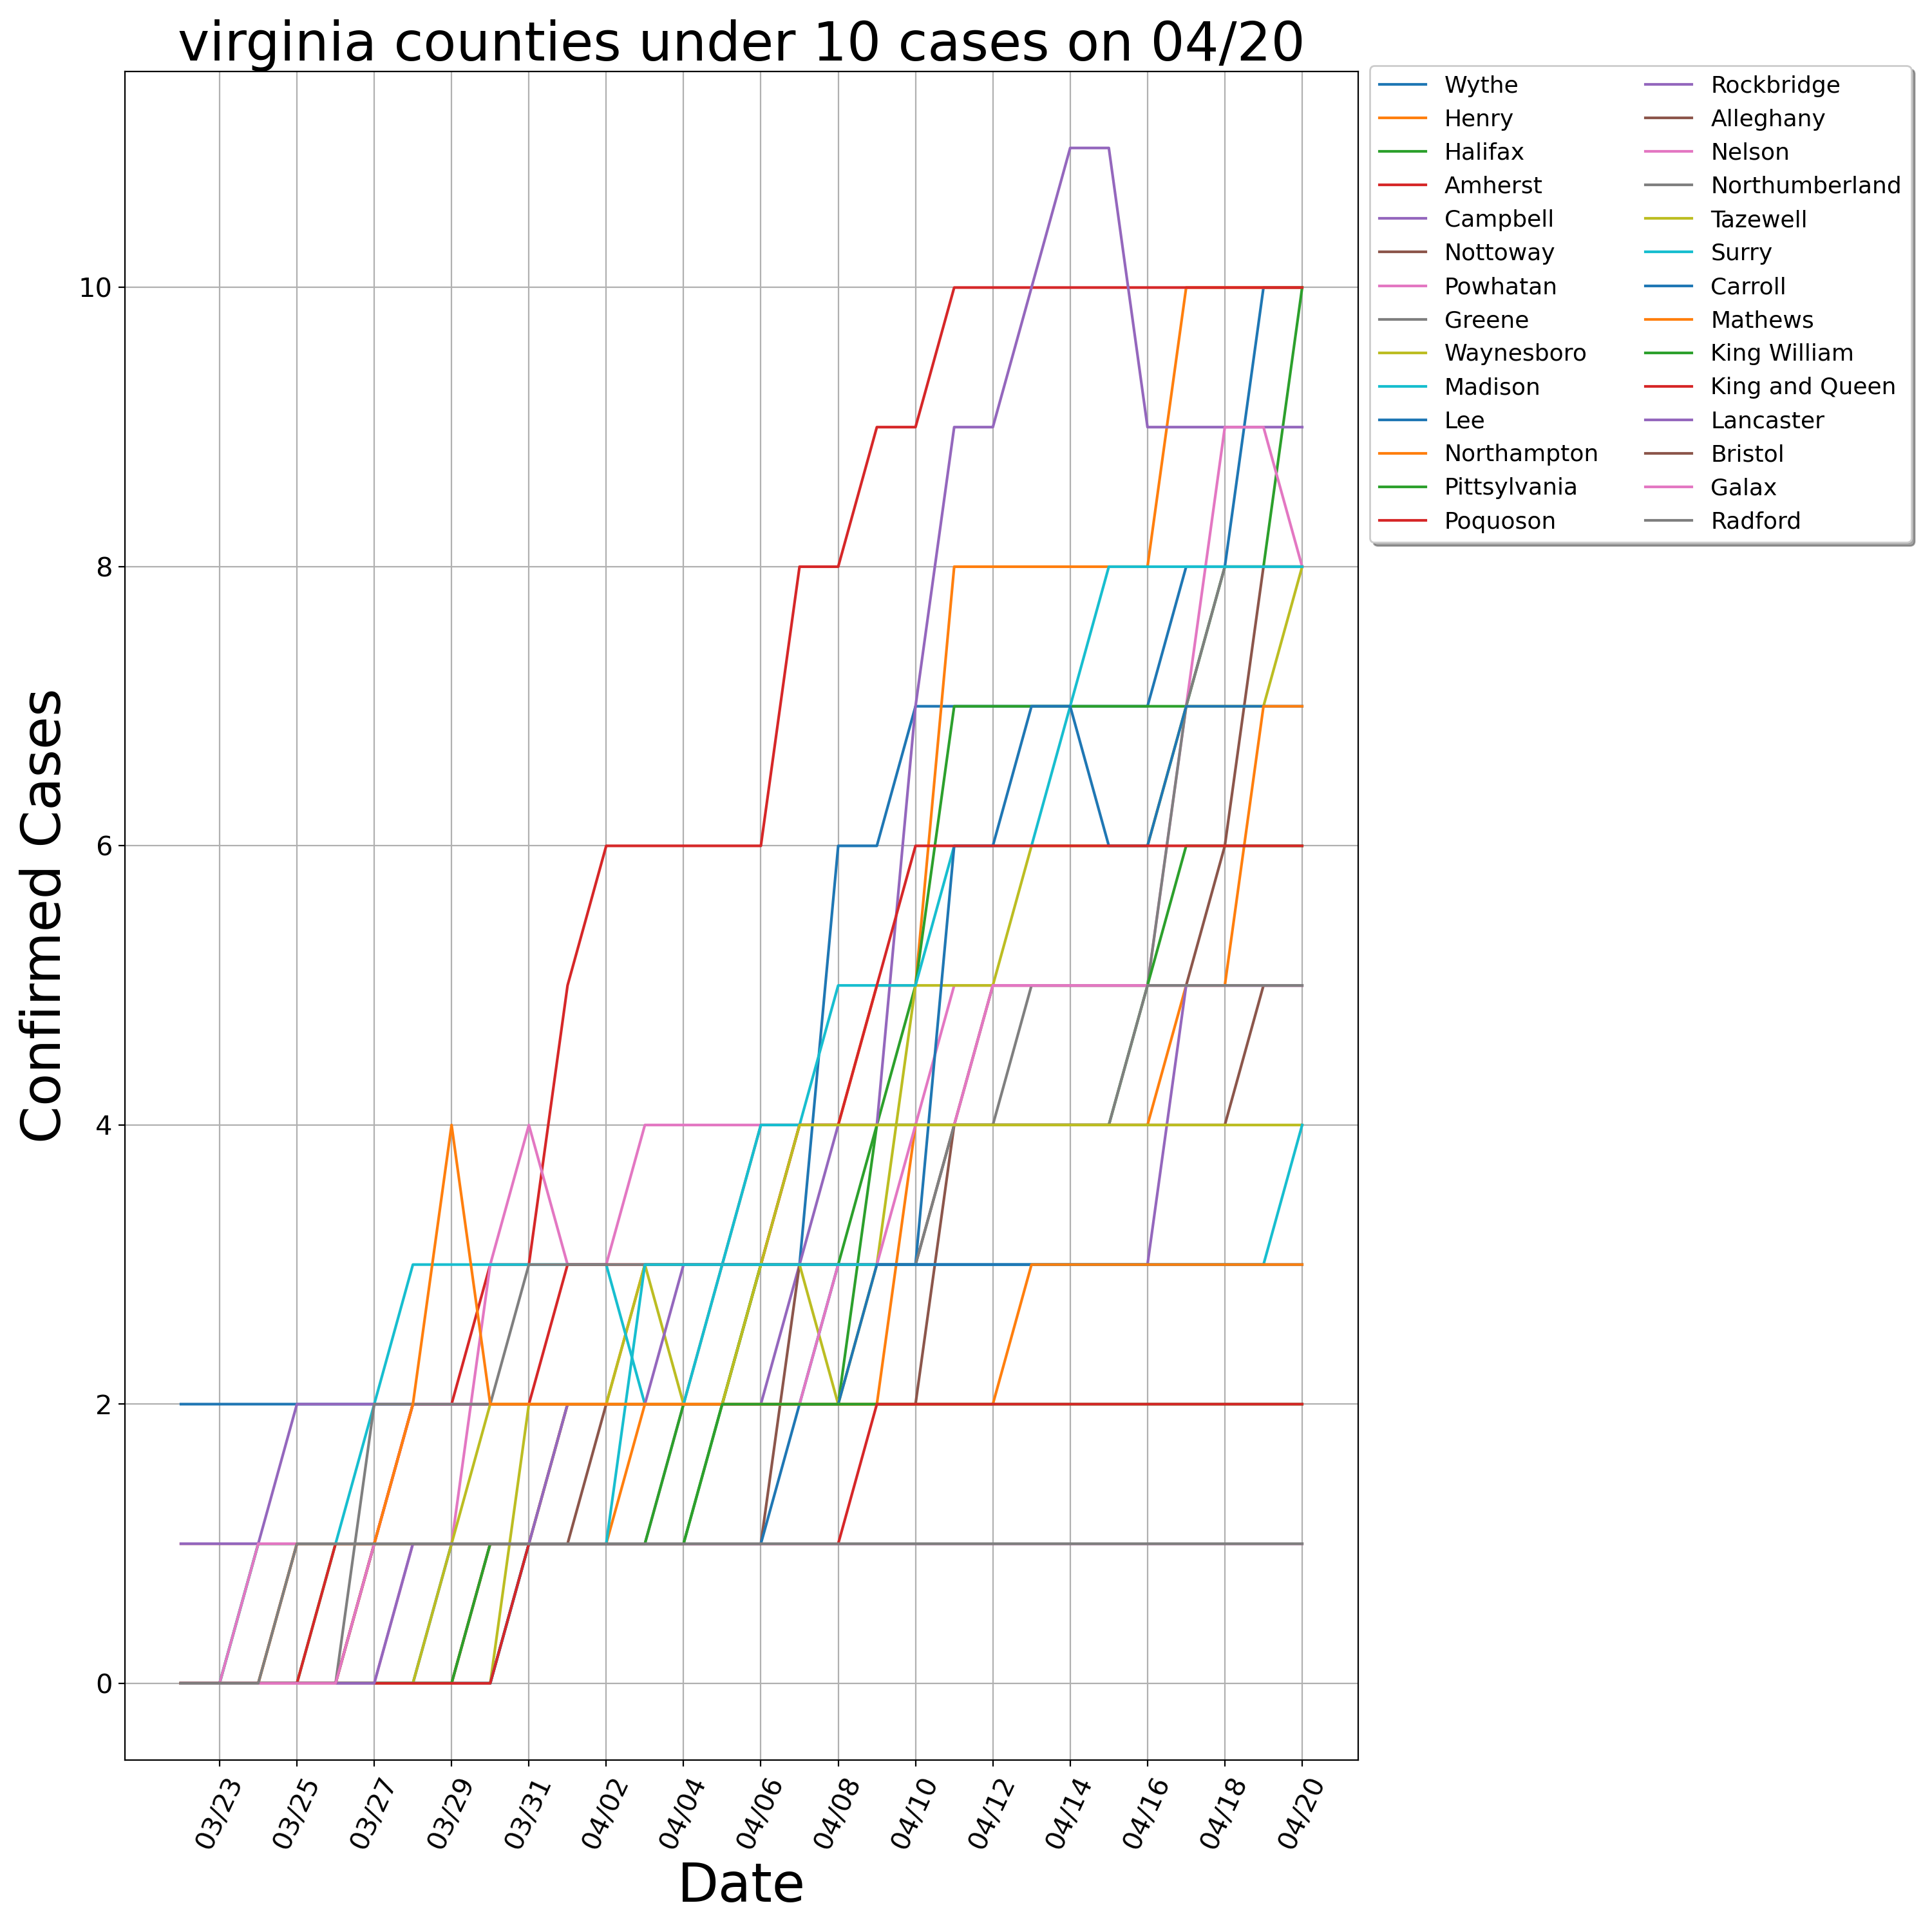 virginia counties under 10 cases on 04/20
Confirmed Cases
10
8
6
4
2
0
03/23
03/25
03/27
03/29
03/31
04/02
04/04
04/06
04/08
04/10
04/12
04/14
04/16
04/18
04/20
Date
Wythe
Henry
Halifax
Amherst
Campbell
Nottoway
Powhatan
Greene
Waynesboro
Madison
Lee
Northampton
Pittsylvania
Poquoson
Rockbridge
Alleghany
Nelson
Northumberland
Tazewell
Surry
Carroll
Mathews
King William
King and Queen
Lancaster
Bristol
Galax
Radford